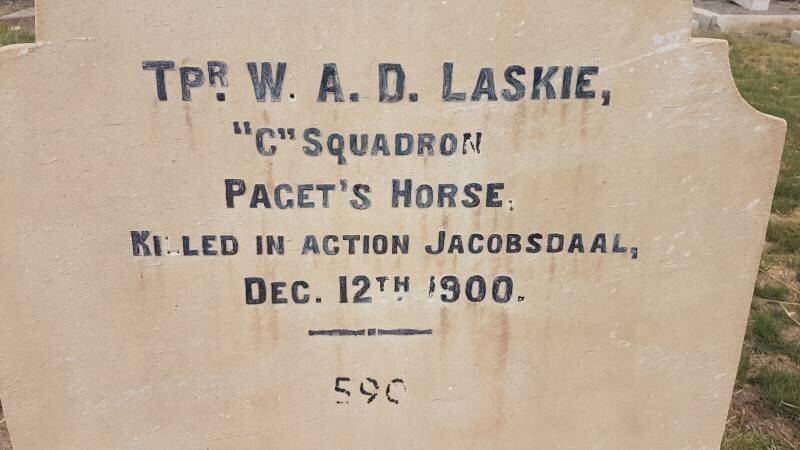 Tpr. W. A. D. Laskie,
"C" Squadron
Paget's Horse.
Killed in action Jacobsdaal,
Dec. 12th 1900.
590